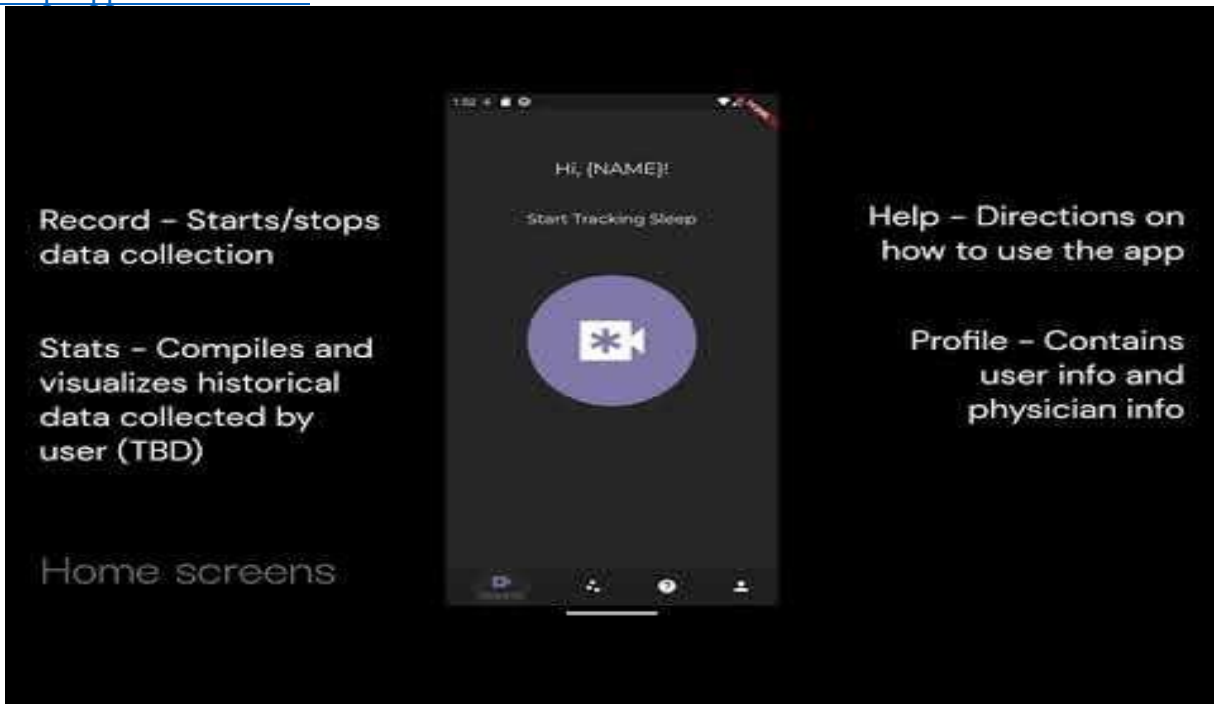 Record – Starts/stops
data collection
Stats – Compiles and
visualizes historical
data collected by
user (TBD)
Home screens
Hi, {NAME}!
Start Tracking Sleep
Help – Directions on
how to use the app
Profile – Contains
user info and
physician info